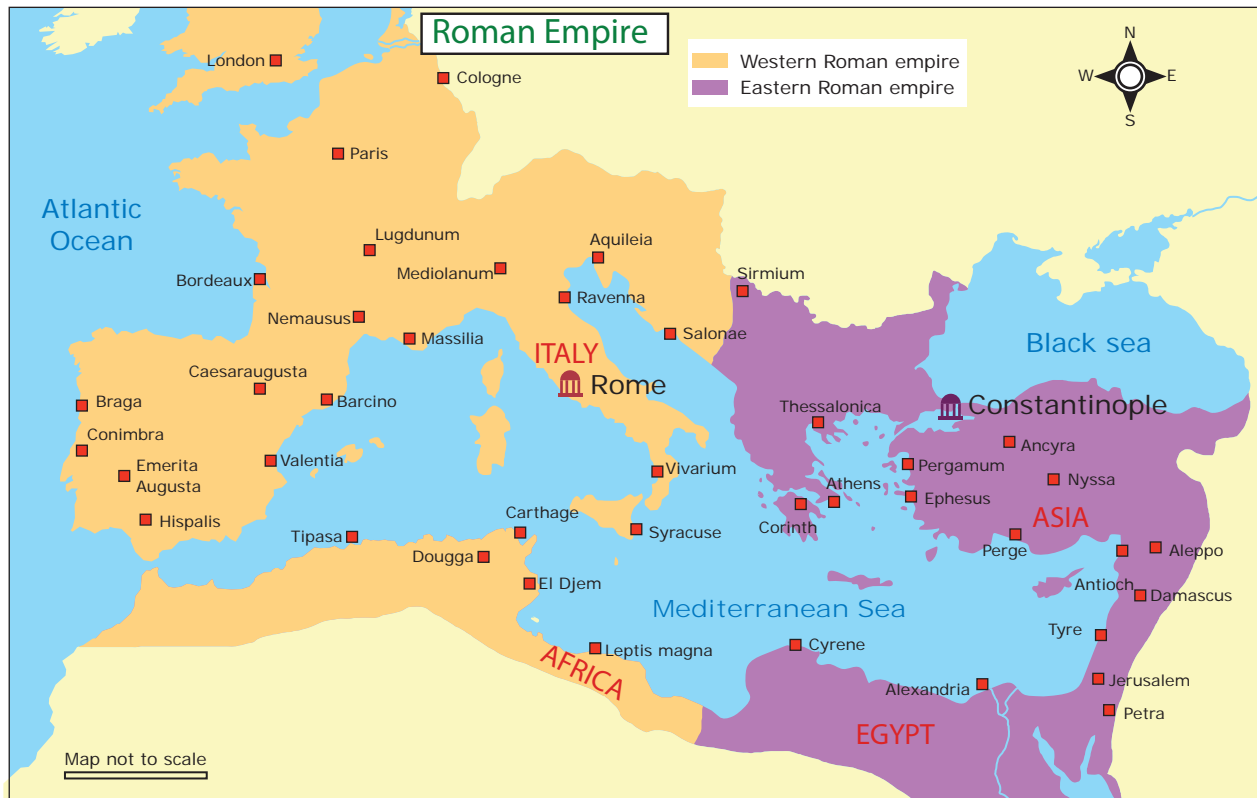 Roman Empire
Western Roman empire
Eastern Roman empire
N
W
E
S
London
Cologne
Paris
Atlantic
Ocean
Lugdunum
Aquileia
Mediolanum
Bordeaux
Sirmium
Ravenna
Nemausus
Massilia
Salonae
Black sea
ITALY
Rome
Caesaraugusta
Barcino
Braga
Thessalonica
Constantinople
Conimbra
Ancyra
Valentia
Vivarium
Pergamum
Emerita
Augusta
Nyssa
Athens
Ephesus
Hispalis
Carthage
Syracuse
Corinth
ASIA
Tipasa
Dougga
Perge
Aleppo
El Djem
Antioch
Damascus
Mediterranean Sea
Tyre
Leptis magna
Cyrene
AFRICA
Alexandria
Jerusalem
Petra
EGYPT
Map not to scale